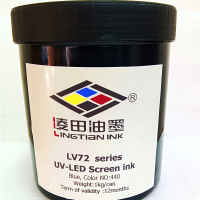 ®
凌田油墨
LINGTIAN INK
LV72 series
UV-LED Screen ink
Blue, Color NO:440
Weight:1kg/can
Term of validity :12months